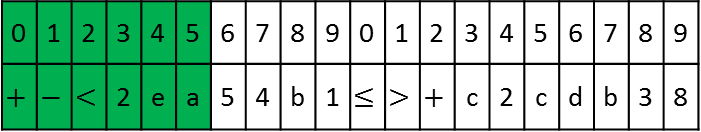 0 1 2 3 4 5 6 7 8 9 0 1 2 3 4 5 6 7 8 9
+ − < 2 e a 5 4 b 1 ≤ > + c 2 c d b 3 8